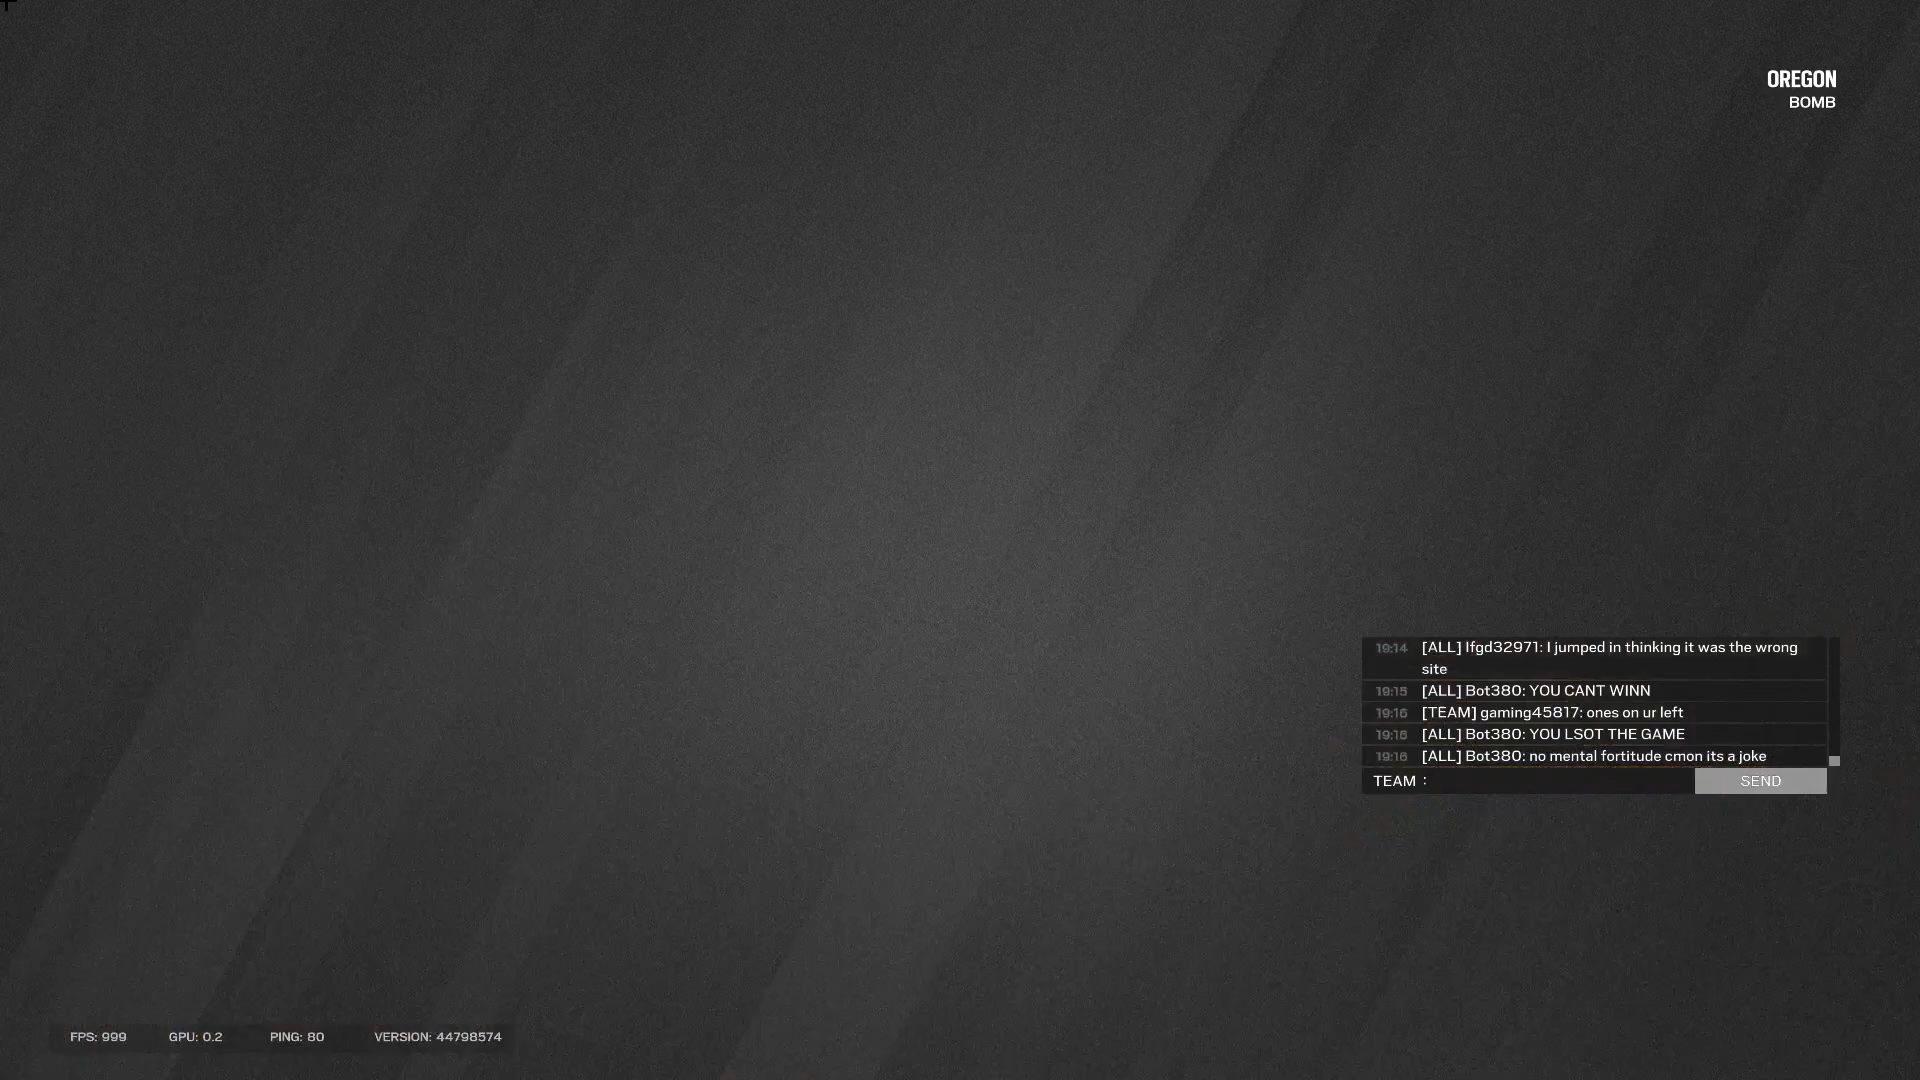 OREGON
BOMB
19:14 [ALL] lfgd32971: I jumped in thinking it was the wrong
site
19:15 [ALL] Bot380: YOU CANT WINN
19:16 [TEAM] gaming45817: ones on ur left
19:16 [ALL] Bot380: YOU LSOT THE GAME
19:16 [ALL] Bot380: no mental fortitude cmon its a joke
TEAM : SEND
FPS: 999 GPU: 0.2 PING: 80 VERSION: 44798574